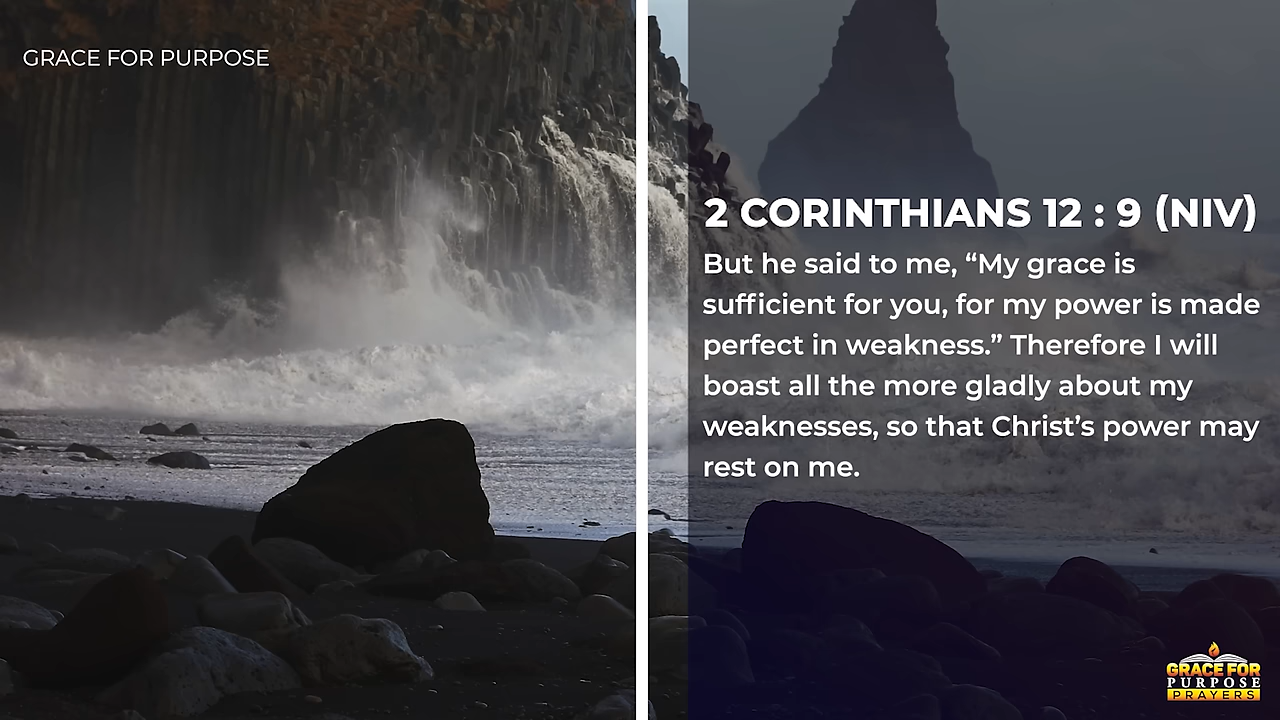 GRACE FOR PURPOSE
2 CORINTHIANS 12 : 9 (NIV)
But he said to me, “My grace is
sufficient for you, for my power is made
perfect in weakness.” Therefore I will
boast all the more gladly about my
weaknesses, so that Christ’s power may
rest on me.
GRACE FOR
PURPOSE
PRAYERS